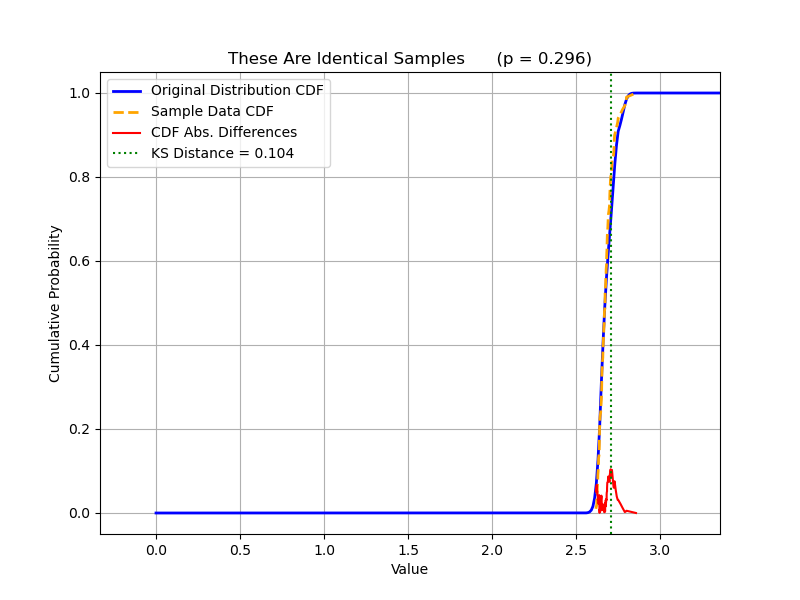 These Are Identical Samples      (p = 0.296)
Original Distribution CDF
Sample Data CDF
CDF Abs. Differences
KS Distance = 0.104
Cumulative Probability
1.0
0.8
0.6
0.4
0.2
0.0
0.0 0.5 1.0 1.5 2.0 2.5 3.0
Value